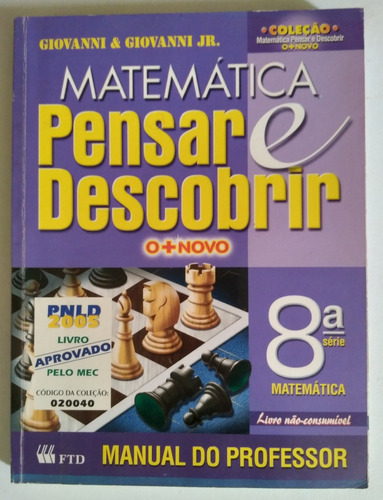 GIOVANNI & GIOVANNI JR.
• COLEÇÃO •
Matemática Pensar e Descobrir
O+NOVO
MATEMÁTICA
Pensar e
Descobrir
O+NOVO
PNLD
2005
LIVRO
APROVADO
PELO MEC
CÓDIGO DA COLEÇÃO:
020040
8ª
série
MATEMÁTICA
Livro não-consumível
FTD
MANUAL DO PROFESSOR